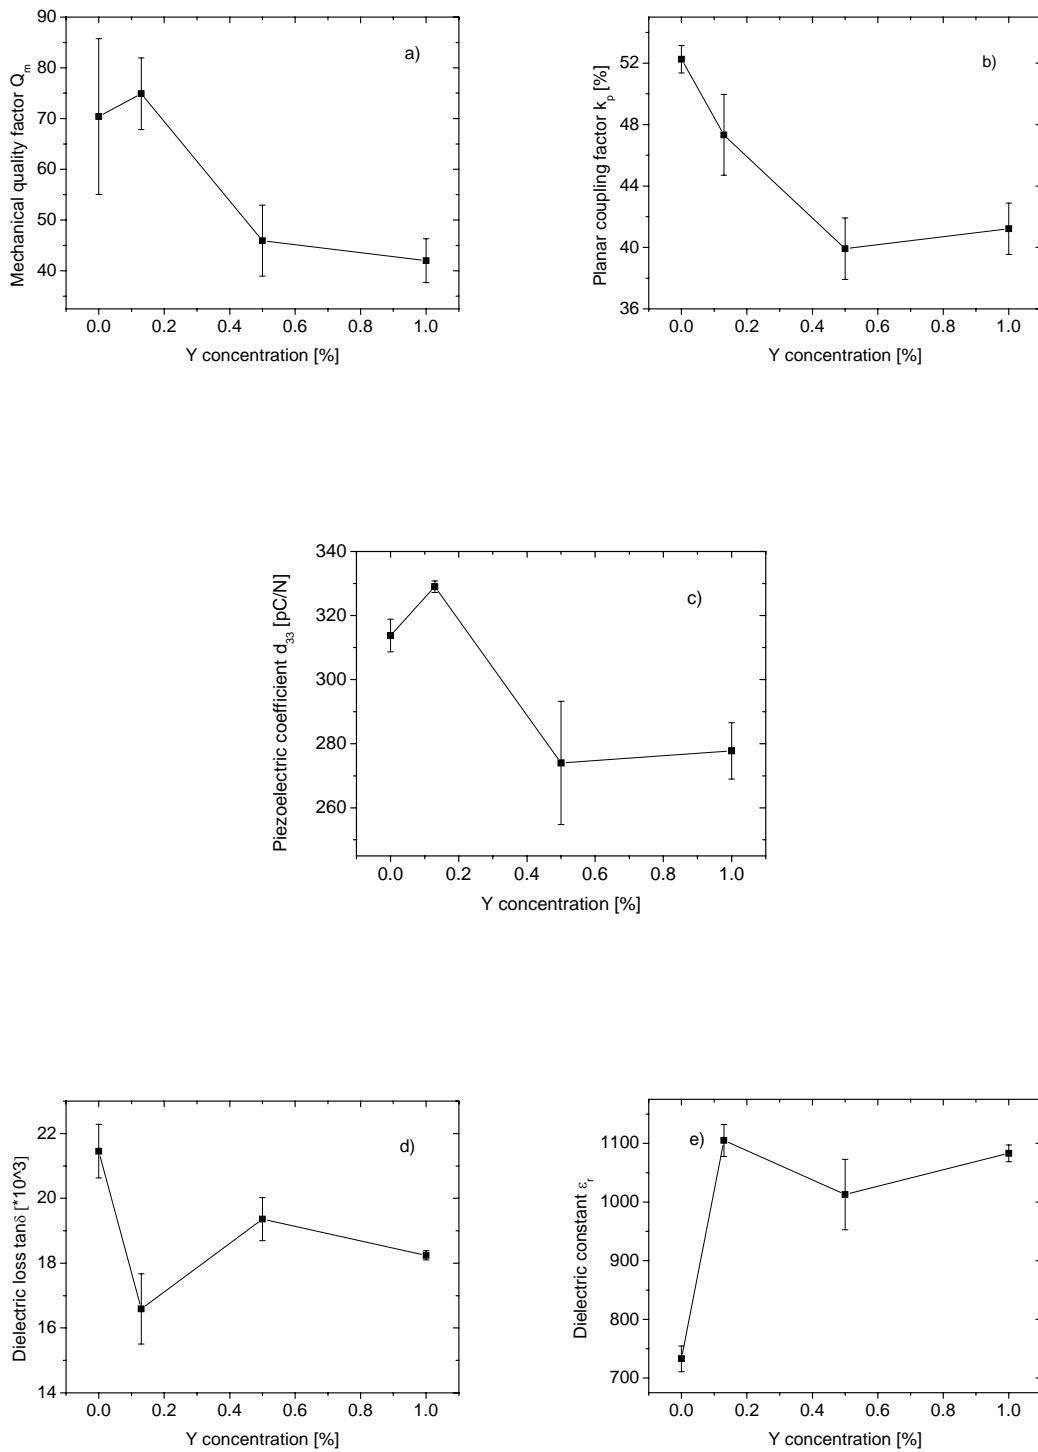 90
80
70
60
50
40
Mechanical quality factor Q_m
a)
0.0 0.2 0.4 0.6 0.8 1.0
Y concentration [%]
52
48
44
40
36
Planar coupling factor k_p [%]
b)
0.0 0.2 0.4 0.6 0.8 1.0
Y concentration [%]
340
320
300
280
260
Piezoelectric coefficient d_33 [pC/N]
c)
0.0 0.2 0.4 0.6 0.8 1.0
Y concentration [%]
22
20
18
16
14
Dielectric loss tanδ [*10^3]
d)
0.0 0.2 0.4 0.6 0.8 1.0
Y concentration [%]
1100
1000
900
800
700
Dielectric constant ε_r
e)
0.0 0.2 0.4 0.6 0.8 1.0
Y concentration [%]